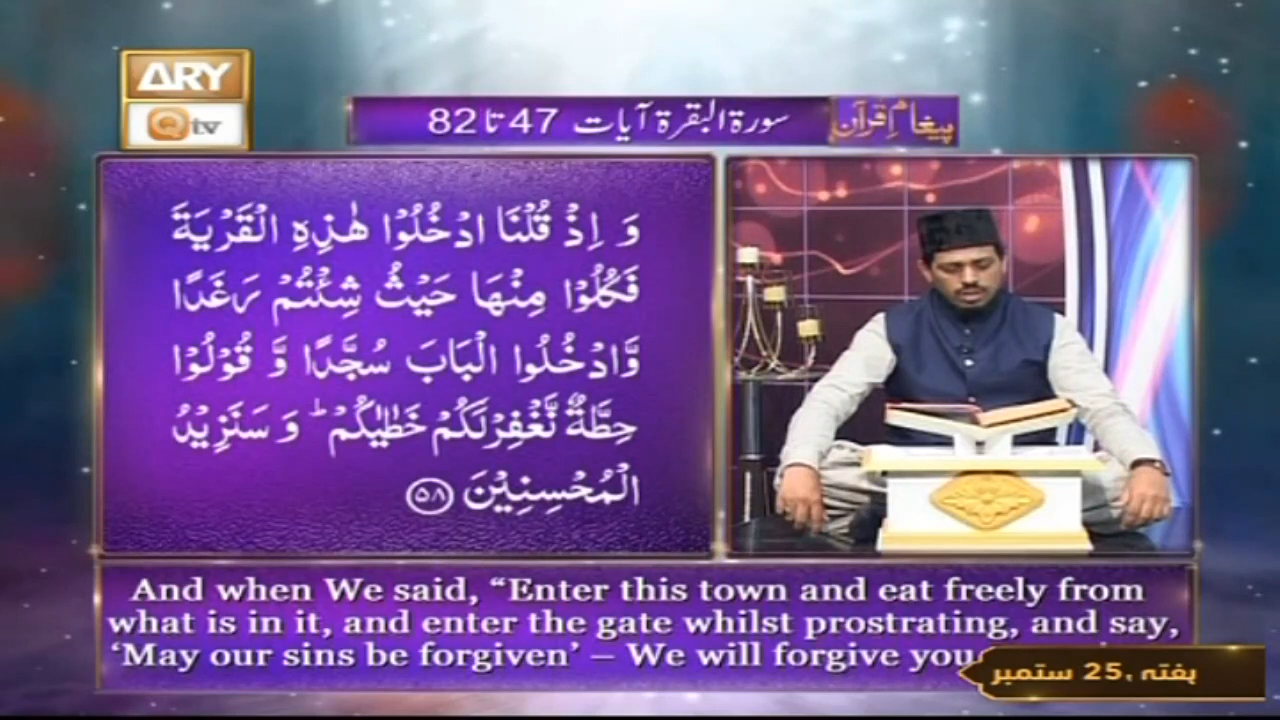 ARY
Qtv
پیغامِ قرآن
سورۃ البقرۃ آیات 47 تا 82
وَ اِذۡ قُلۡنَا ادۡخُلُوۡا هٰذِهِ الۡقَرۡیَةَ
فَکُلُوۡا مِنۡهَا حَیۡثُ شِئۡتُمۡ رَغَدًا
وَّادۡخُلُوا الۡبَابَ سُجَّدًا وَّ قُوۡلُوۡا
حِطَّةٌ نَّغۡفِرۡلَکُمۡ خَطٰیٰکُمۡ ؕ وَ سَنَزِیۡدُ
الۡمُحۡسِنِیۡنَ ﴿۵۸﴾
And when We said, “Enter this town and eat freely from
what is in it, and enter the gate whilst prostrating, and say,
‘May our sins be forgiven’ – We will forgive you
ہفتہ ،25 ستمبر